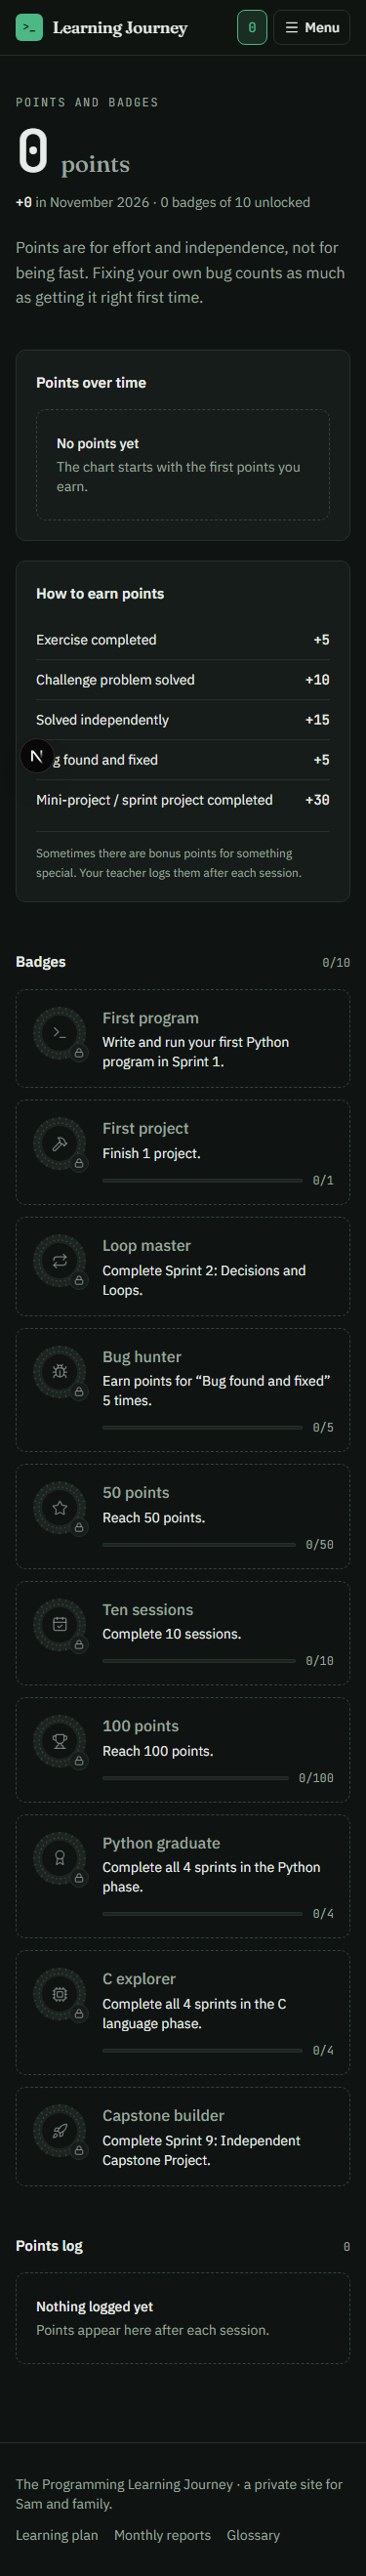 >_ Learning Journey 0 ☰ Menu
POINTS AND BADGES
0 points
+0 in November 2026 · 0 badges of 10 unlocked
Points are for effort and independence, not for
being fast. Fixing your own bug counts as much
as getting it right first time.
Points over time
No points yet
The chart starts with the first points you
earn.
How to earn points
Exercise completed +5
Challenge problem solved +10
Solved independently +15
N g found and fixed +5
Mini-project / sprint project completed +30
Sometimes there are bonus points for something
special. Your teacher logs them after each session.
Badges 0/10
First program
Write and run your first Python
program in Sprint 1.
First project
Finish 1 project.
0/1
Loop master
Complete Sprint 2: Decisions and
Loops.
Bug hunter
Earn points for “Bug found and fixed”
5 times.
0/5
50 points
Reach 50 points.
0/50
Ten sessions
Complete 10 sessions.
0/10
100 points
Reach 100 points.
0/100
Python graduate
Complete all 4 sprints in the Python
phase.
0/4
C explorer
Complete all 4 sprints in the C
language phase.
0/4
Capstone builder
Complete Sprint 9: Independent
Capstone Project.
Points log 0
Nothing logged yet
Points appear here after each session.
The Programming Learning Journey · a private site for
Sam and family.
Learning plan Monthly reports Glossary